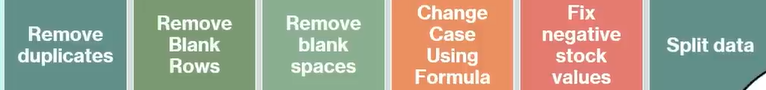 Remove
duplicates
Remove
Blank
Rows
Remove
blank
spaces
Change
Case
Using
Formula
Fix
negative
stock
values
Split data